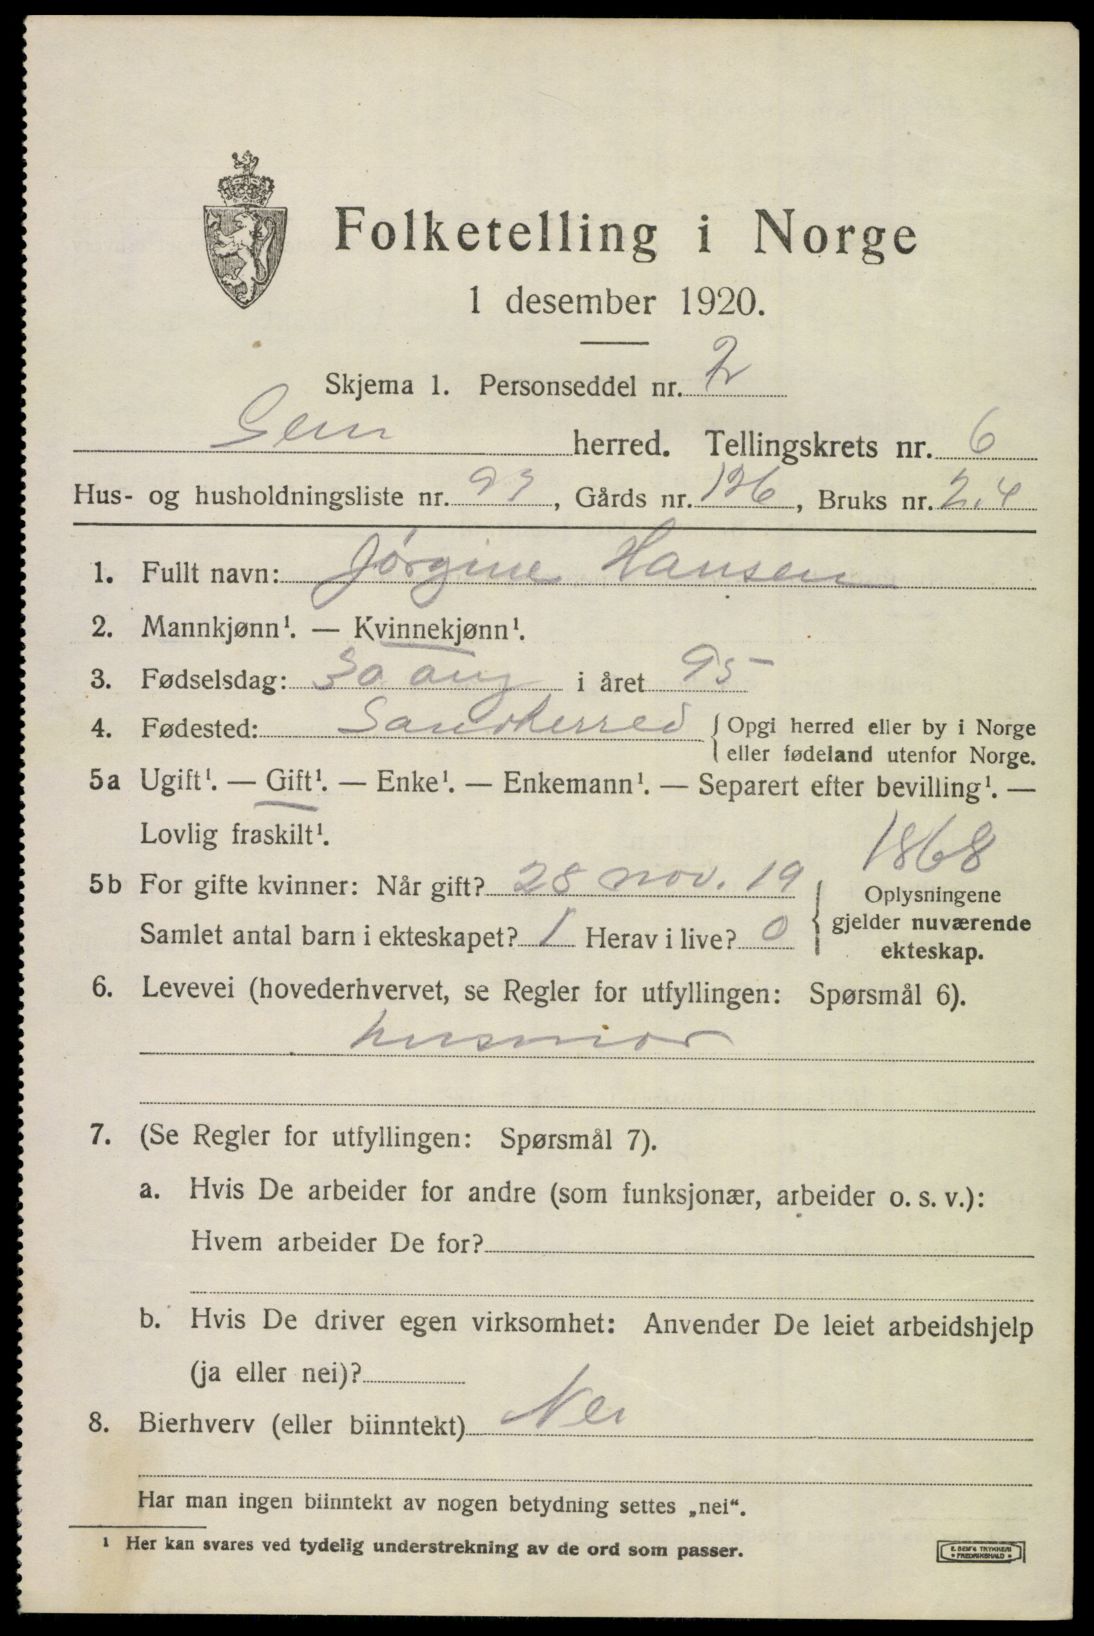 Folketelling i Norge
1 desember 1920.
Skjema 1. Personseddel nr. 2
Sem herred. Tellingskrets nr. 6
Hus- og husholdningsliste nr. 93, Gårds nr. 126, Bruks nr. 2.4
1. Fullt navn: Jørgine Hansen
2. Mannkjønn¹. — Kvinnekjønn¹.
3. Fødselsdag: 30 aug i året 95
4. Fødested: Sandherred { Opgi herred eller by i Norge
eller fødeland utenfor Norge.
5a Ugift¹. — Gift¹. — Enke¹. — Enkemann¹. — Separert efter bevilling¹. —
Lovlig fraskilt¹.
1868
5b For gifte kvinner: Når gift? 28 nov. 19
Samlet antal barn i ekteskapet? 1 Herav i live? 0
Oplysningene
gjelder nuværende
ekteskap.
6. Levevei (hovederhvervet, se Regler for utfyllingen: Spørsmål 6).
husmor
7. (Se Regler for utfyllingen: Spørsmål 7).
a. Hvis De arbeider for andre (som funksjonær, arbeider o. s. v.):
Hvem arbeider De for?
b. Hvis De driver egen virksomhet: Anvender De leiet arbeidshjelp
(ja eller nei)?
8. Bierhverv (eller biinntekt) Nei
Har man ingen biinntekt av nogen betydning settes „nei“.
¹ Her kan svares ved tydelig understrekning av de ord som passer.
E. SEM'S TRYKKERI
* FREDRIKSHALD *